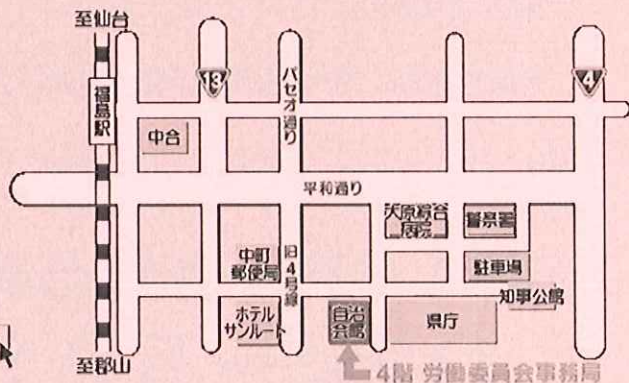 至仙台
13
パセオ通り
4
福島駅
中合
平和通り
大原綜合
病院
警察署
中町
郵便局
旧4号線
駐車場
知事公館
ホテル
サンルート
自治
会館
県庁
至郡山
4階 労働委員会事務局